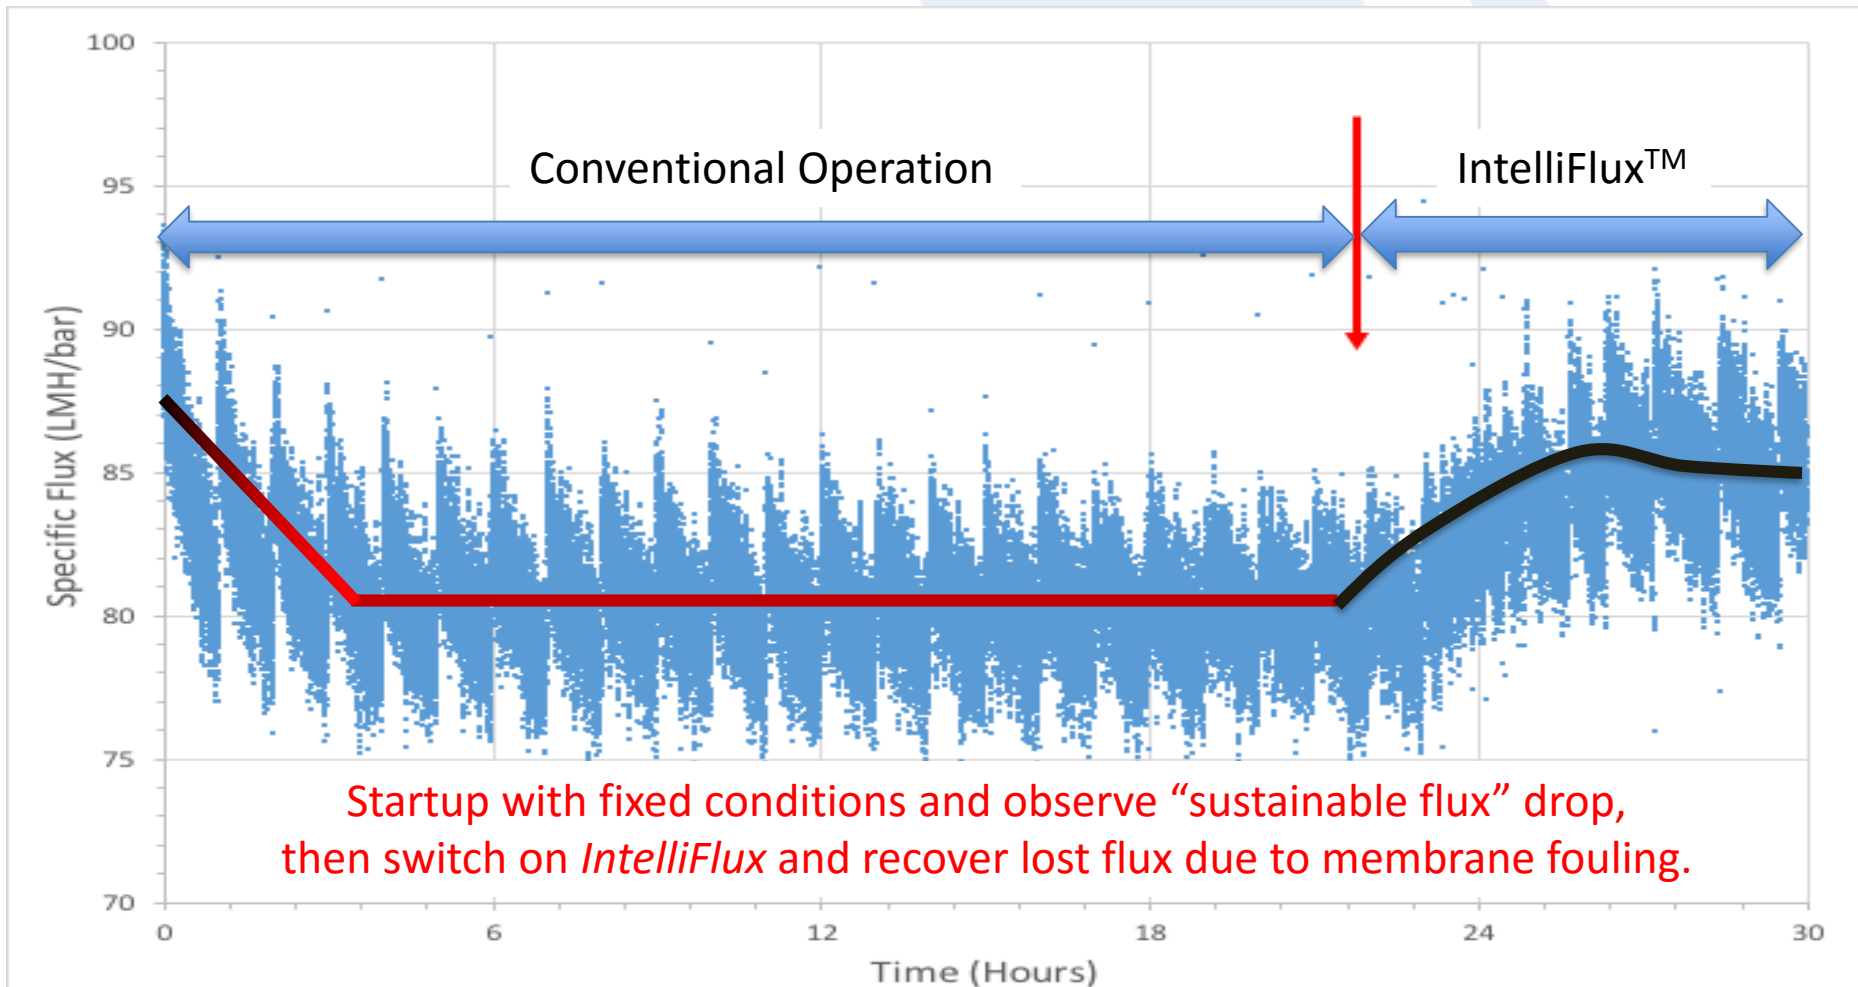 100
95
90
85
80
75
70
Specific Flux (LMH/bar)
Conventional Operation
IntelliFlux™
Startup with fixed conditions and observe “sustainable flux” drop,
then switch on IntelliFlux and recover lost flux due to membrane fouling.
0 6 12 18 24 30
Time (Hours)